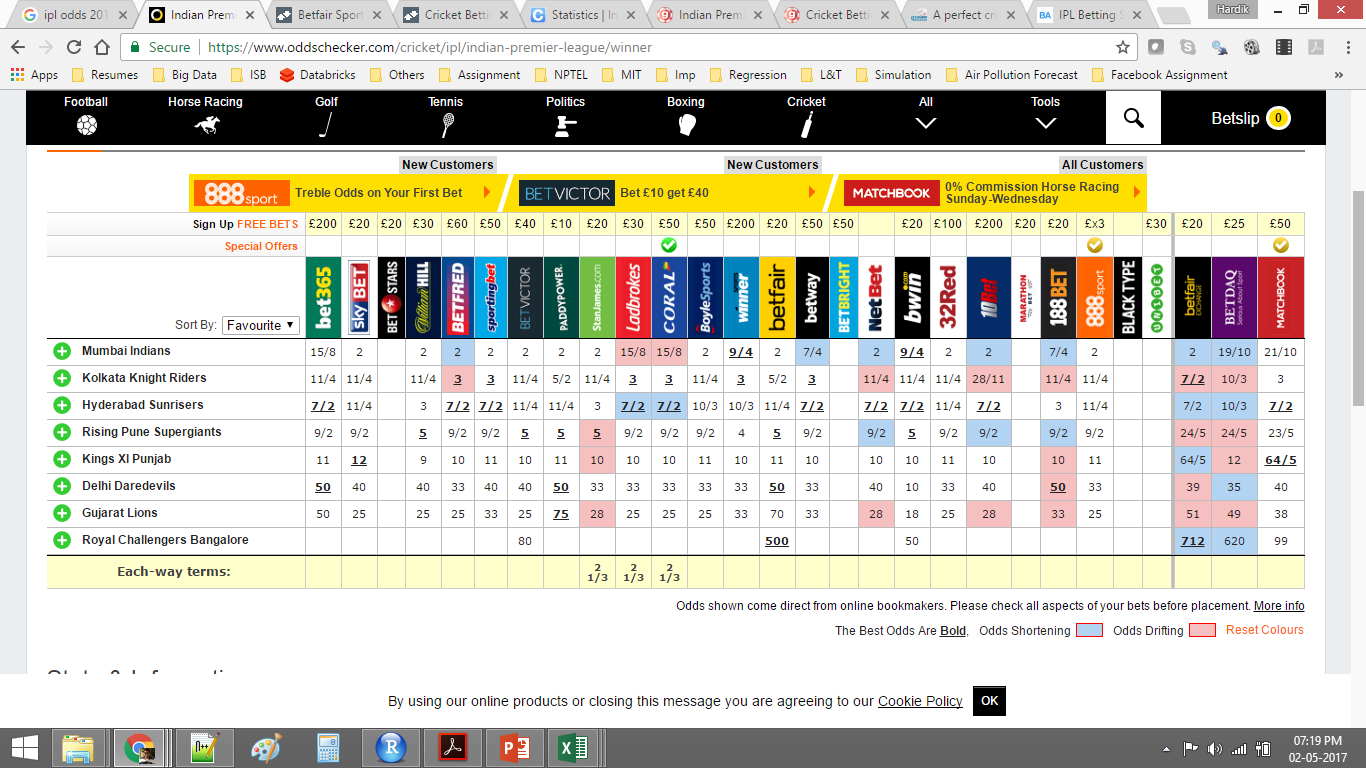 ipl odds 201
Indian Premi
Betfair Sport
Cricket Betti
Statistics | In
Indian Prem
Cricket Betti
A perfect cri
IPL Betting S
Hardik
Secure https://www.oddschecker.com/cricket/ipl/indian-premier-league/winner
Apps Resumes Big Data ISB Databricks Others Assignment NPTEL MIT Imp Regression L&T Simulation Air Pollution Forecast Facebook Assignment »
Football Horse Racing Golf Tennis Politics Boxing Cricket All Tools Betslip 0
New Customers New Customers All Customers
888sport Treble Odds on Your First Bet BETVICTOR Bet £10 get £40 MATCHBOOK 0% Commission Horse Racing
Sunday-Wednesday
Sign Up FREE BETS £200 £20 £20 £30 £60 £50 £40 £10 £20 £30 £50 £50 £200 £20 £50 £50 £20 £100 £200 £20 £20 £x3 £30 £20 £25 £50
Special Offers
Sort By: Favourite bet365 sky BET BET STARS William HILL BETFRED sportingbet BETVICTOR PADDYPOWER StanJames.com Ladbrokes CORAL BoyleSports winner sports betfair betway BETBRIGHT NetBet bwin.com 32Red 10Bet MARATHON BET 188BET 888sport BLACKTYPE UNIBET betfair EXCHANGE BETDAQ Serious About Sport MATCHBOOK
Mumbai Indians 15/8 2 2 2 2 2 2 2 15/8 15/8 2 9/4 2 7/4 2 9/4 2 2 7/4 2 2 19/10 21/10
Kolkata Knight Riders 11/4 11/4 11/4 3 3 11/4 5/2 11/4 3 3 11/4 3 5/2 3 11/4 11/4 11/4 28/11 11/4 11/4 7/2 10/3 3
Hyderabad Sunrisers 7/2 11/4 3 7/2 7/2 11/4 11/4 3 7/2 7/2 10/3 10/3 11/4 7/2 7/2 7/2 11/4 7/2 3 11/4 7/2 10/3 7/2
Rising Pune Supergiants 9/2 9/2 5 9/2 9/2 5 5 5 9/2 9/2 9/2 4 5 9/2 9/2 5 9/2 9/2 9/2 9/2 24/5 24/5 23/5
Kings XI Punjab 11 12 9 10 11 10 11 10 10 10 11 10 11 10 10 10 11 10 10 11 64/5 12 64/5
Delhi Daredevils 50 40 40 33 40 40 50 33 33 33 33 33 50 33 40 10 33 40 50 33 39 35 40
Gujarat Lions 50 25 25 25 33 25 75 28 25 25 25 33 70 33 28 18 25 28 33 25 51 49 38
Royal Challengers Bangalore 80 500 50 712 620 99
Each-way terms: 2 2 2
1/3 1/3 1/3
Odds shown come direct from online bookmakers. Please check all aspects of your bets before placement. More info
The Best Odds Are Bold, Odds Shortening Odds Drifting Reset Colours
By using our online products or closing this message you are agreeing to our Cookie Policy OK
07:19 PM
02-05-2017